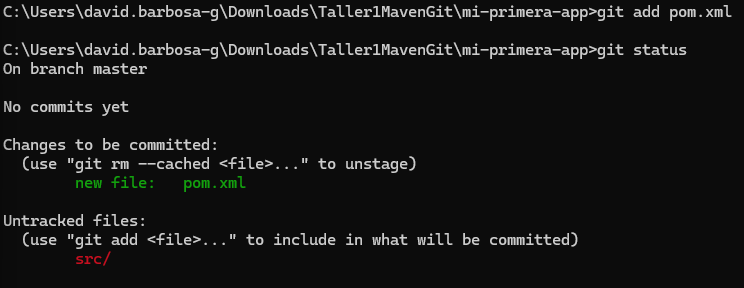 C:\Users\david.barbosa-g\Downloads\Taller1MavenGit\mi-primera-app>git add pom.xml
C:\Users\david.barbosa-g\Downloads\Taller1MavenGit\mi-primera-app>git status
On branch master
No commits yet
Changes to be committed:
(use "git rm --cached <file>..." to unstage)
new file:   pom.xml
Untracked files:
(use "git add <file>..." to include in what will be committed)
src/